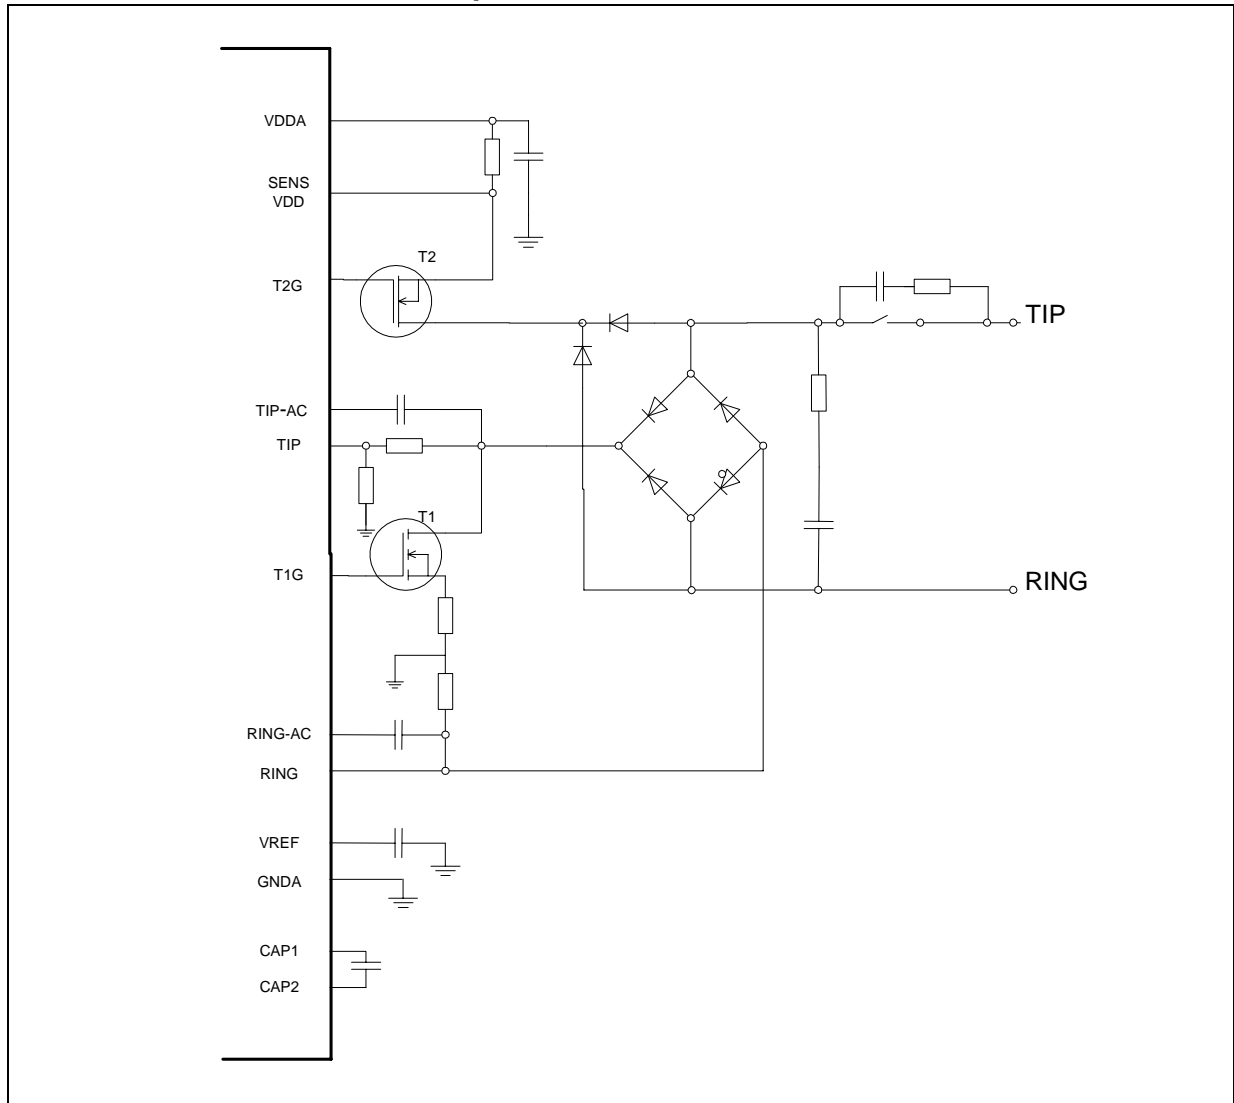 VDDA
SENS
VDD
T2G
T2
TIP
TIP-AC
TIP
T1
T1G
RING
RING-AC
RING
VREF
GNDA
CAP1
CAP2